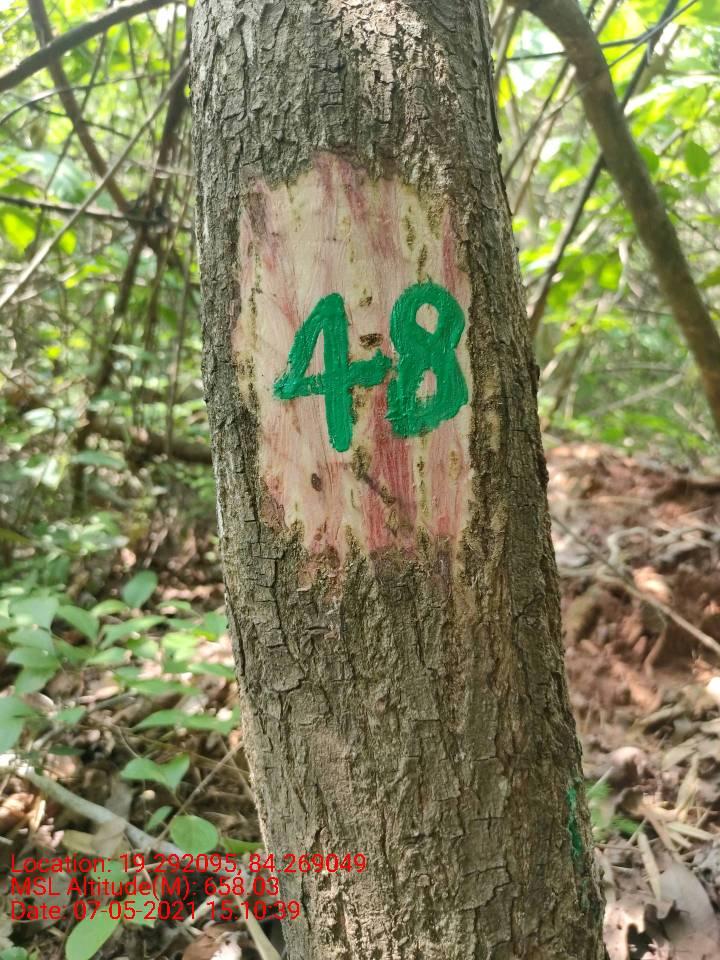 48
Location: 19.292095, 84.269049
MSL Altitude(M): 658.03
Date: 07-05-2021 15:10:39